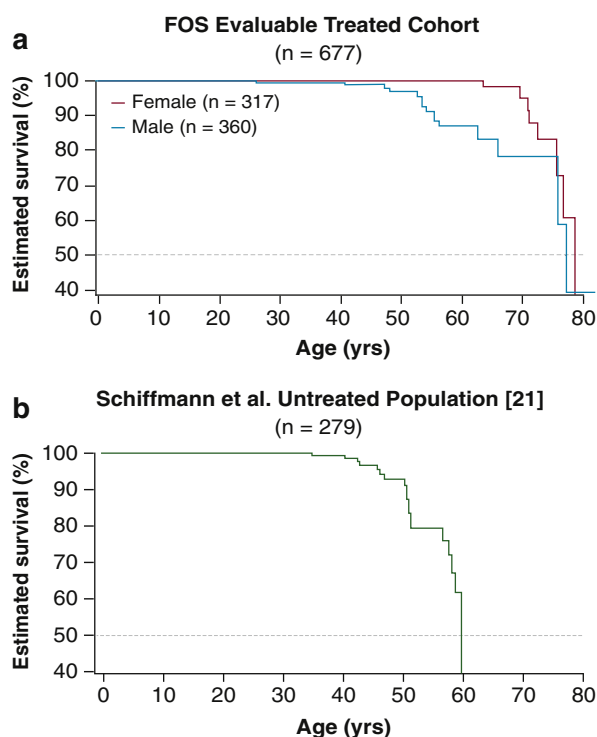 a
FOS Evaluable Treated Cohort
(n = 677)
Estimated survival (%)
100
90
80
70
60
50
40
Female (n = 317)
Male (n = 360)
0 10 20 30 40 50 60 70 80
Age (yrs)
b
Schiffmann et al. Untreated Population [21]
(n = 279)
Estimated survival (%)
100
90
80
70
60
50
40
0 10 20 30 40 50 60 70 80
Age (yrs)